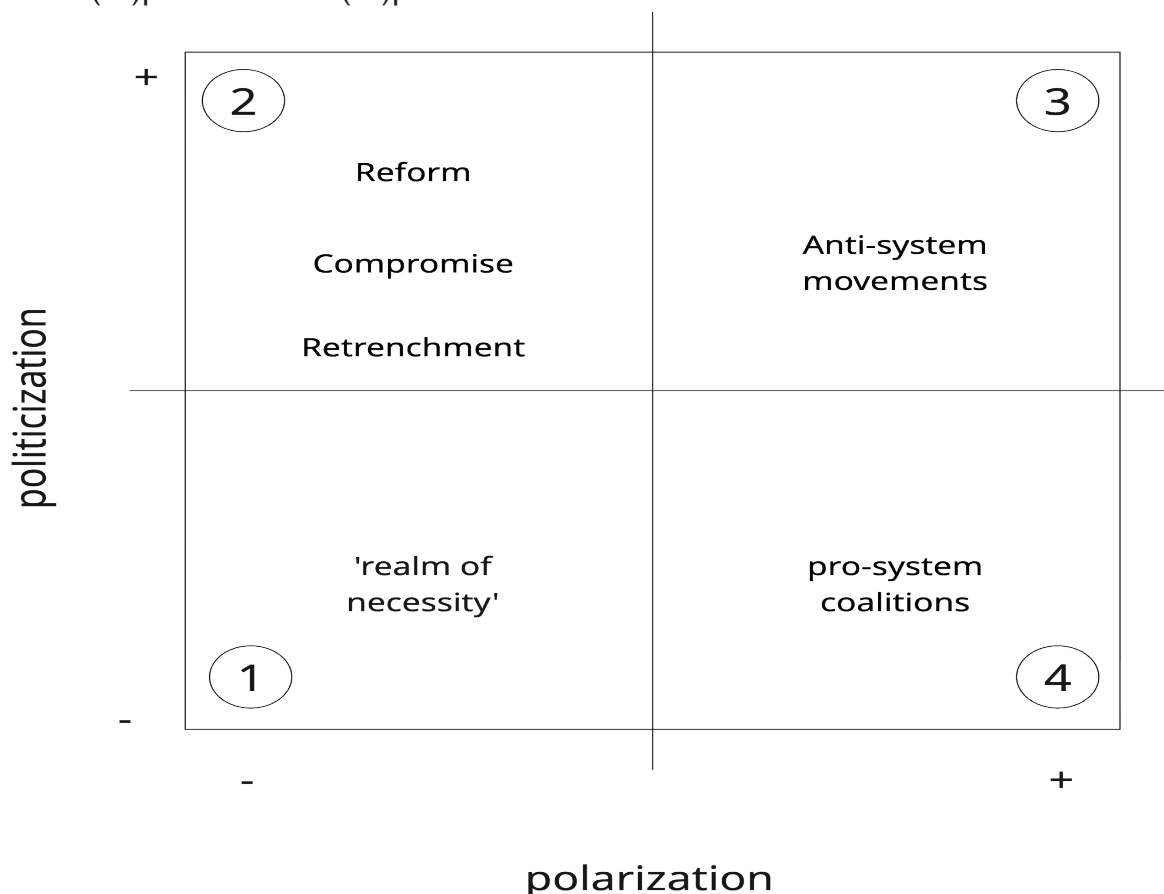 +
2
3
Reform
Anti-system
movements
Compromise
Retrenchment
politicization
'realm of
necessity'
pro-system
coalitions
1
4
-
-
+
polarization